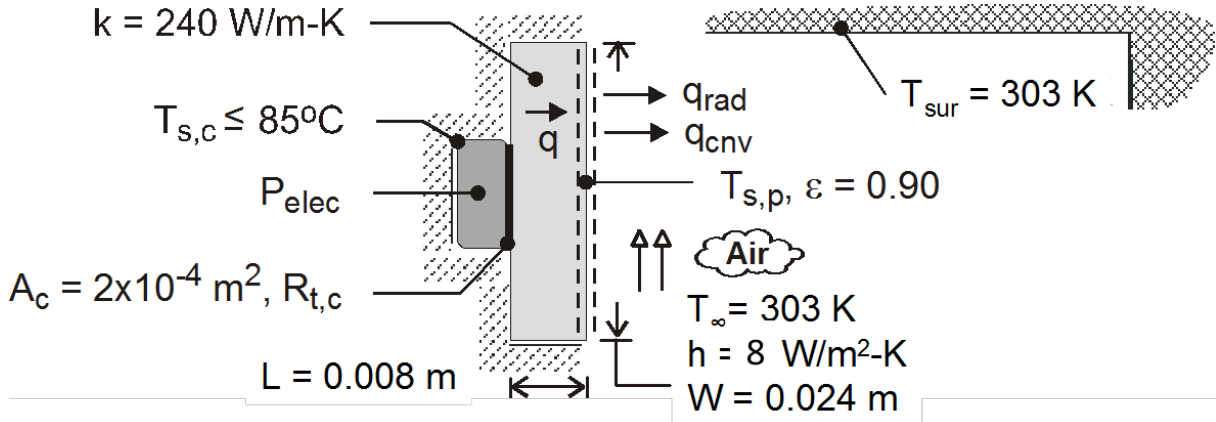 k = 240 W/m-K
T_s,c ≤ 85ºC
P_elec
A_c = 2x10^-4 m^2, R_t,c
L = 0.008 m
q
q_rad
q_cnv
T_s,p, ε = 0.90
Air
T_∞ = 303 K
h = 8 W/m^2-K
W = 0.024 m
T_sur = 303 K